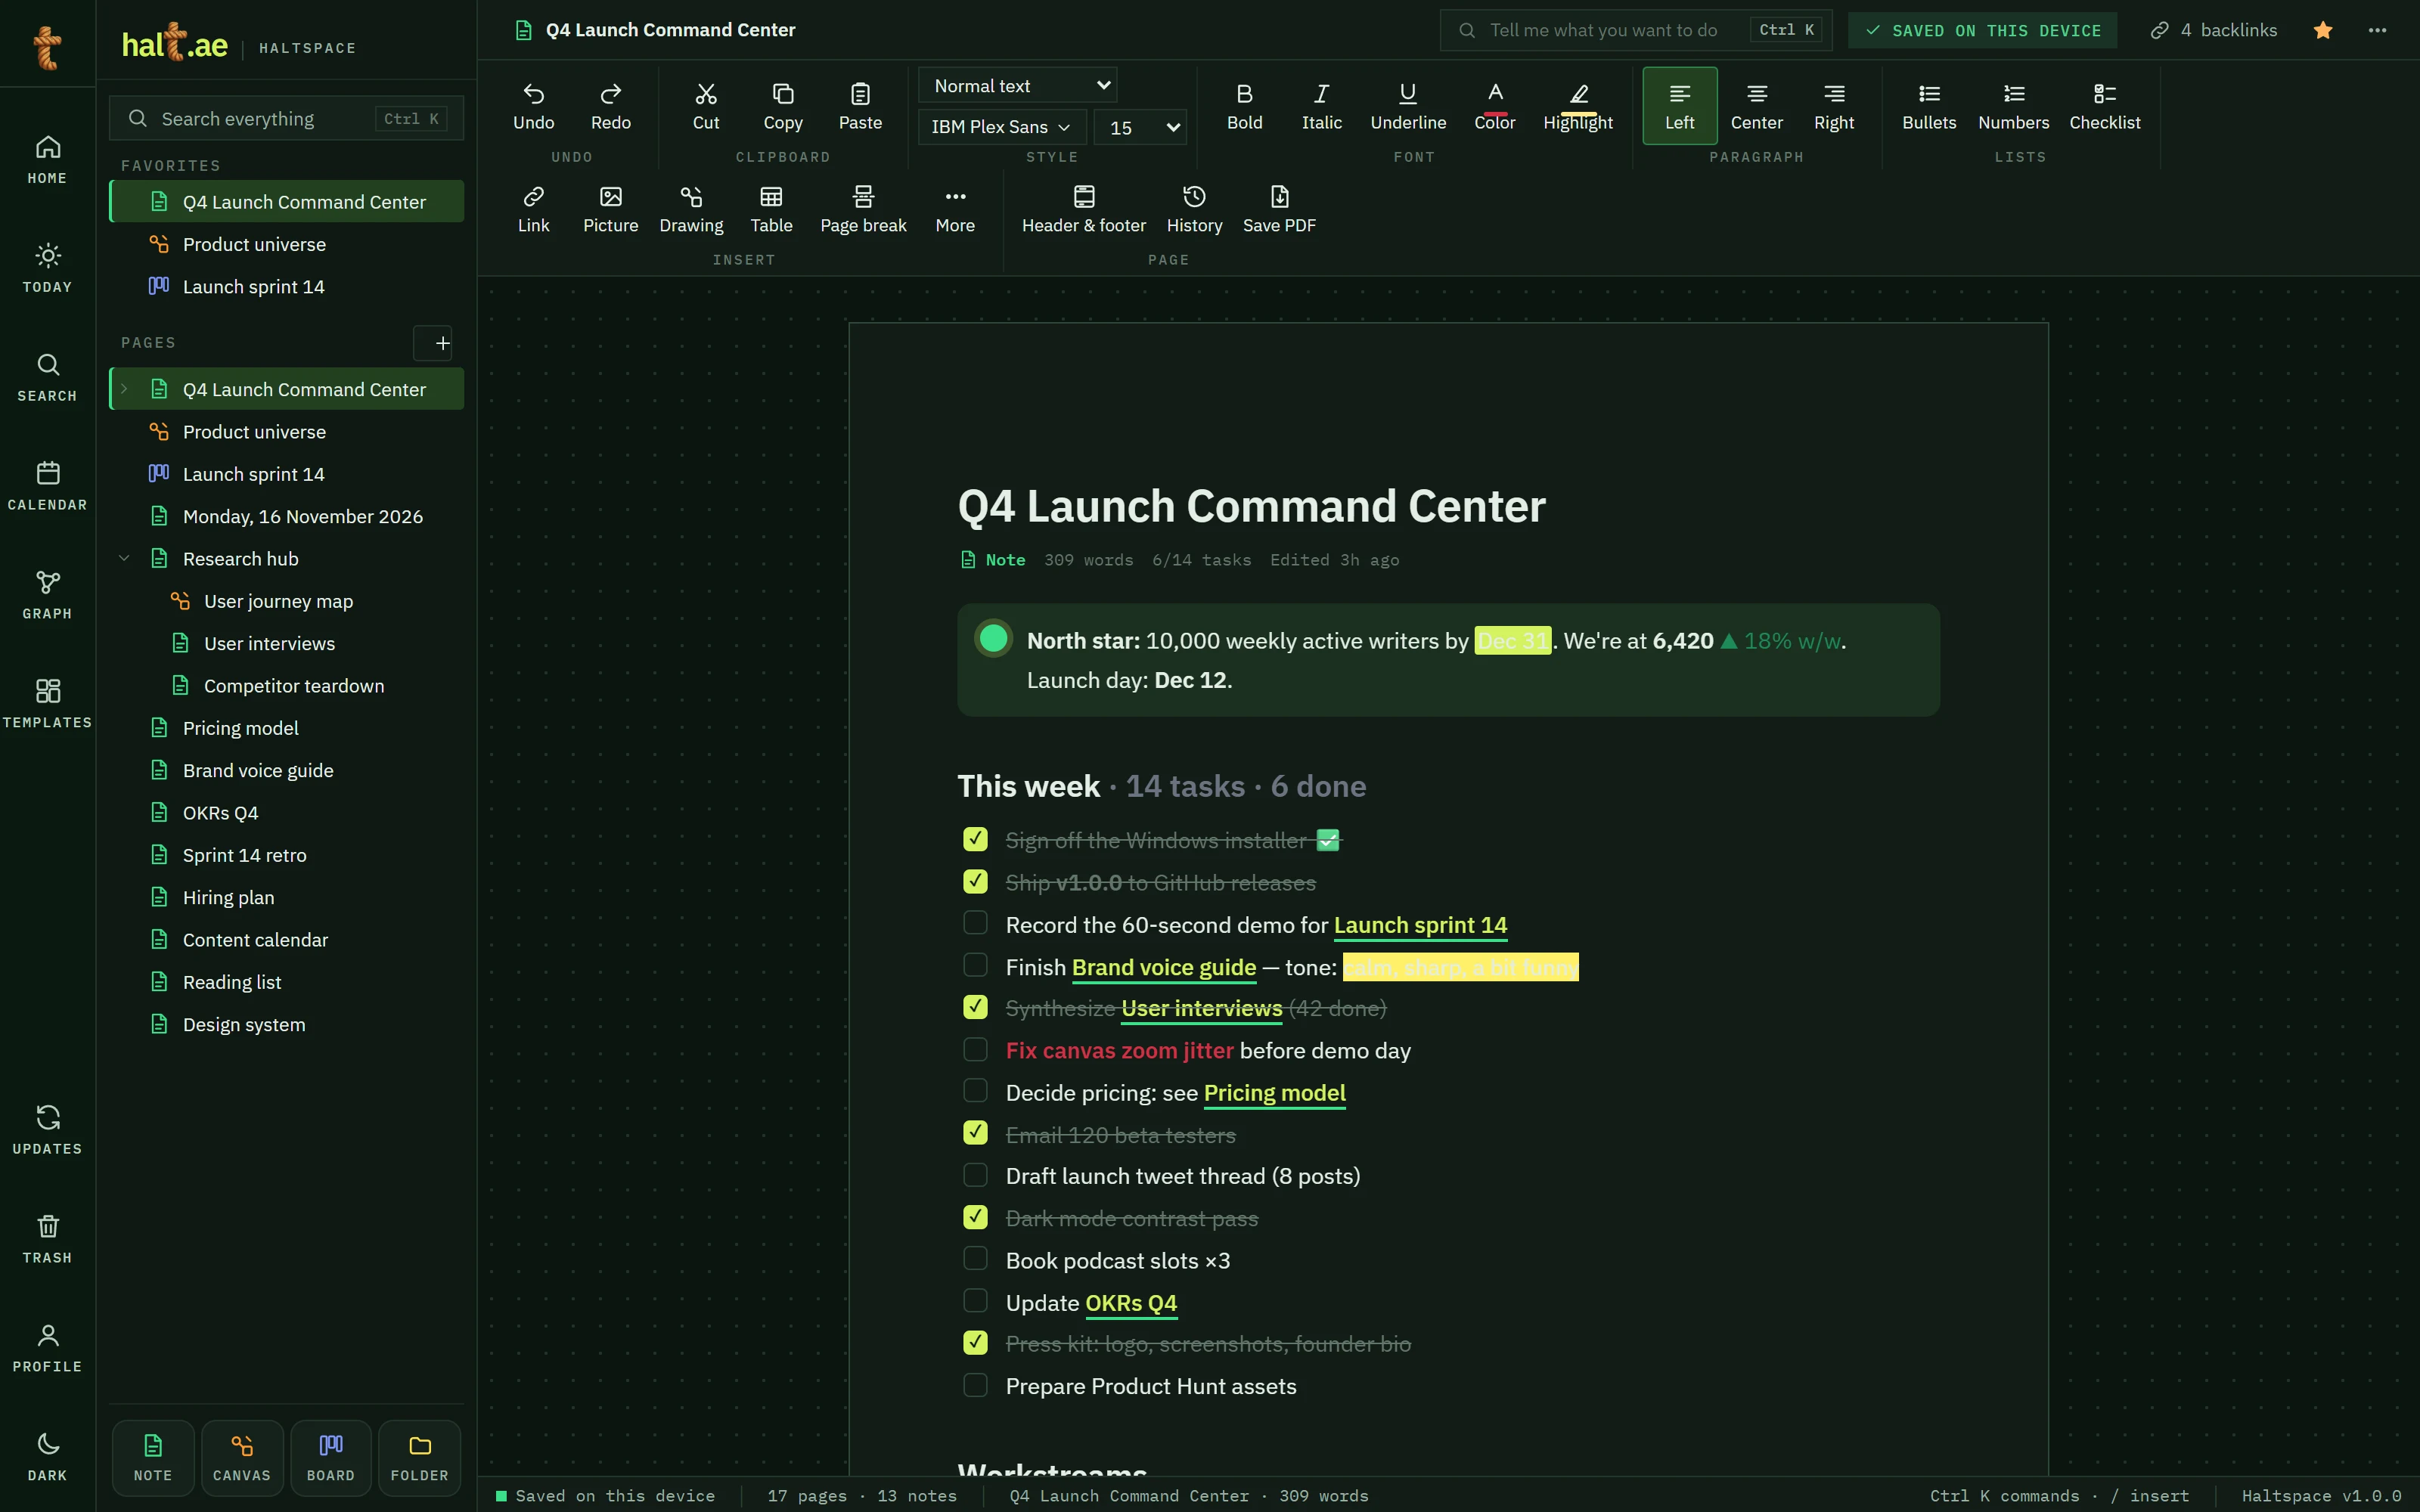 halt.ae | HALTSPACE
Search everything Ctrl K
HOME
TODAY
SEARCH
CALENDAR
GRAPH
TEMPLATES
UPDATES
TRASH
PROFILE
DARK
FAVORITES
Q4 Launch Command Center
Product universe
Launch sprint 14
PAGES
Q4 Launch Command Center
Product universe
Launch sprint 14
Monday, 16 November 2026
Research hub
User journey map
User interviews
Competitor teardown
Pricing model
Brand voice guide
OKRs Q4
Sprint 14 retro
Hiring plan
Content calendar
Reading list
Design system
NOTE CANVAS BOARD FOLDER
Q4 Launch Command Center
Tell me what you want to do Ctrl K
SAVED ON THIS DEVICE
4 backlinks
Undo Redo
UNDO
Cut Copy Paste
CLIPBOARD
Normal text
IBM Plex Sans 15
STYLE
Bold Italic Underline Color Highlight
FONT
Left Center Right
PARAGRAPH
Bullets Numbers Checklist
LISTS
Link Picture Drawing Table Page break More
INSERT
Header & footer History Save PDF
PAGE
Q4 Launch Command Center
Note 309 words 6/14 tasks Edited 3h ago
North star: 10,000 weekly active writers by Dec 31. We're at 6,420 ▲ 18% w/w.
Launch day: Dec 12.
This week · 14 tasks · 6 done
Sign off the Windows installer ✅
Ship v1.0.0 to GitHub releases
Record the 60-second demo for Launch sprint 14
Finish Brand voice guide — tone: calm, sharp, a bit funny
Synthesize User interviews (42 done)
Fix canvas zoom jitter before demo day
Decide pricing: see Pricing model
Email 120 beta testers
Draft launch tweet thread (8 posts)
Dark mode contrast pass
Book podcast slots ×3
Update OKRs Q4
Press kit: logo, screenshots, founder bio
Prepare Product Hunt assets
Workstreams
Saved on this device 17 pages · 13 notes Q4 Launch Command Center · 309 words Ctrl K commands · / insert Haltspace v1.0.0